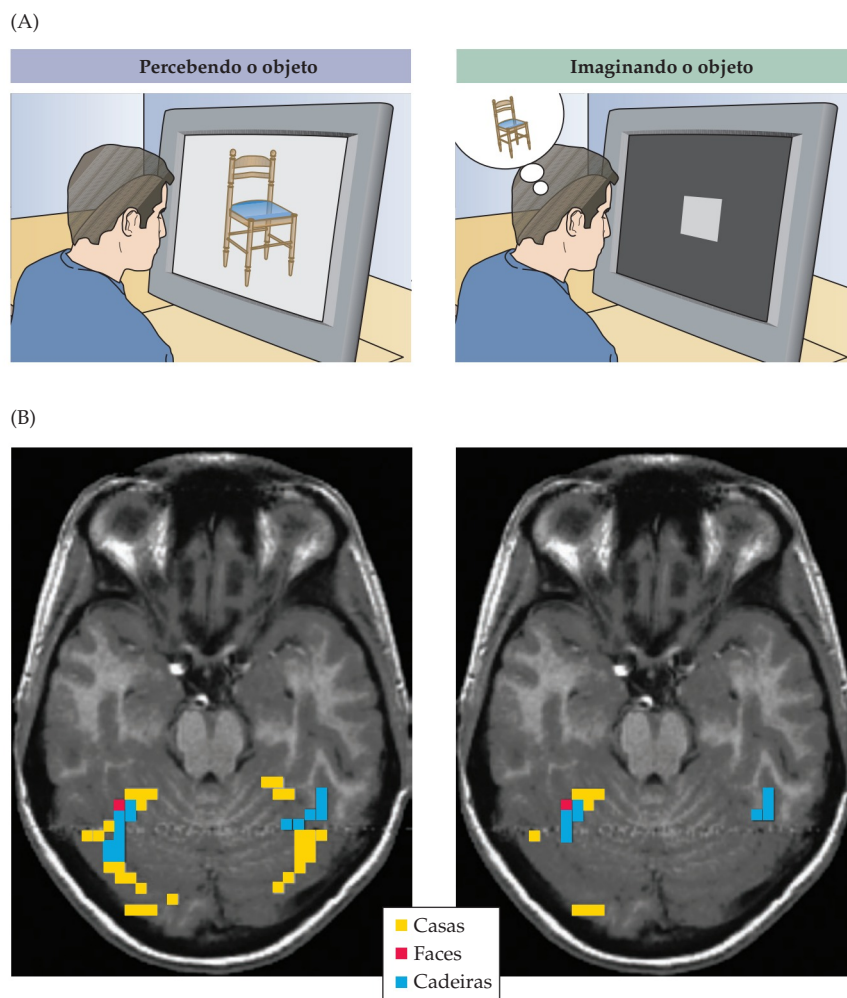 (A)
Percebendo o objeto
Imaginando o objeto
(B)
Casas
Faces
Cadeiras